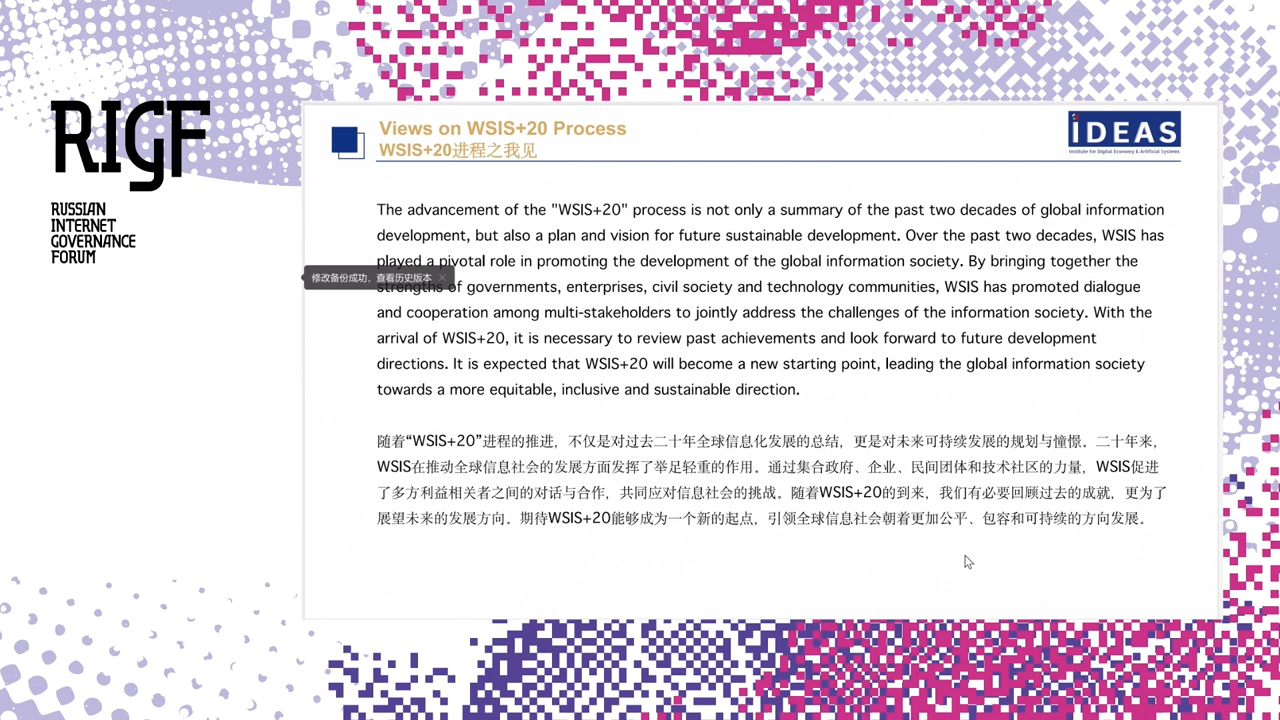 RIGF
RUSSIAN
INTERNET
GOVERNANCE
FORUM
Views on WSIS+20 Process
WSIS+20进程之我见
IDEAS
Institute for Digital Economy & Artificial Systems
The advancement of the "WSIS+20" process is not only a summary of the past two decades of global information
development, but also a plan and vision for future sustainable development. Over the past two decades, WSIS has
played a pivotal role in promoting the development of the global information society. By bringing together the
修改备份成功，查看历史版本 ×
strengths of governments, enterprises, civil society and technology communities, WSIS has promoted dialogue
and cooperation among multi-stakeholders to jointly address the challenges of the information society. With the
arrival of WSIS+20, it is necessary to review past achievements and look forward to future development
directions. It is expected that WSIS+20 will become a new starting point, leading the global information society
towards a more equitable, inclusive and sustainable direction.
随着“WSIS+20”进程的推进，不仅是对过去二十年全球信息化发展的总结，更是对未来可持续发展的规划与憧憬。二十年来，
WSIS在推动全球信息社会的发展方面发挥了举足轻重的作用。通过集合政府、企业、民间团体和技术社区的力量，WSIS促进
了多方利益相关者之间的对话与合作，共同应对信息社会的挑战。随着WSIS+20的到来，我们有必要回顾过去的成就，更为了
展望未来的发展方向。期待WSIS+20能够成为一个新的起点，引领全球信息社会朝着更加公平、包容和可持续的方向发展。